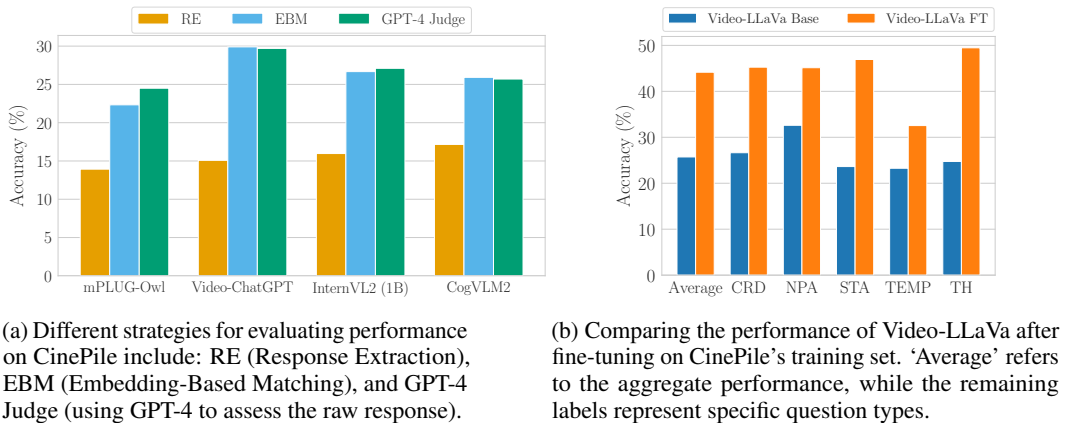 RE EBM GPT-4 Judge
30
25
20
15
10
5
0
Accuracy (%)
mPLUG-Owl Video-ChatGPT InternVL2 (1B) CogVLM2
(a) Different strategies for evaluating performance
on CinePile include: RE (Response Extraction),
EBM (Embedding-Based Matching), and GPT-4
Judge (using GPT-4 to assess the raw response).
Video-LLaVa Base Video-LLaVa FT
50
40
30
20
10
0
Accuracy (%)
Average CRD NPA STA TEMP TH
(b) Comparing the performance of Video-LLaVa after
fine-tuning on CinePile's training set. ‘Average’ refers
to the aggregate performance, while the remaining
labels represent specific question types.